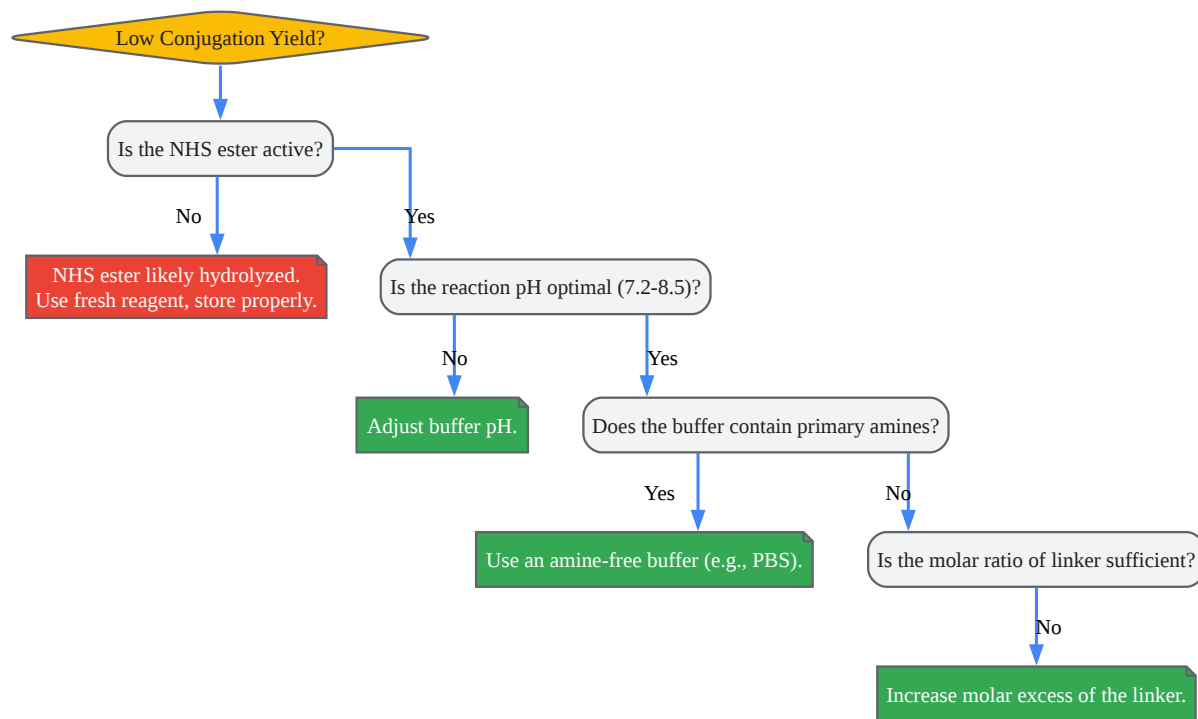 Low Conjugation Yield?
Is the NHS ester active?
No
Yes
NHS ester likely hydrolyzed.
Use fresh reagent, store properly.
Is the reaction pH optimal (7.2-8.5)?
No
Yes
Adjust buffer pH.
Does the buffer contain primary amines?
Yes
No
Use an amine-free buffer (e.g., PBS).
Is the molar ratio of linker sufficient?
No
Increase molar excess of the linker.